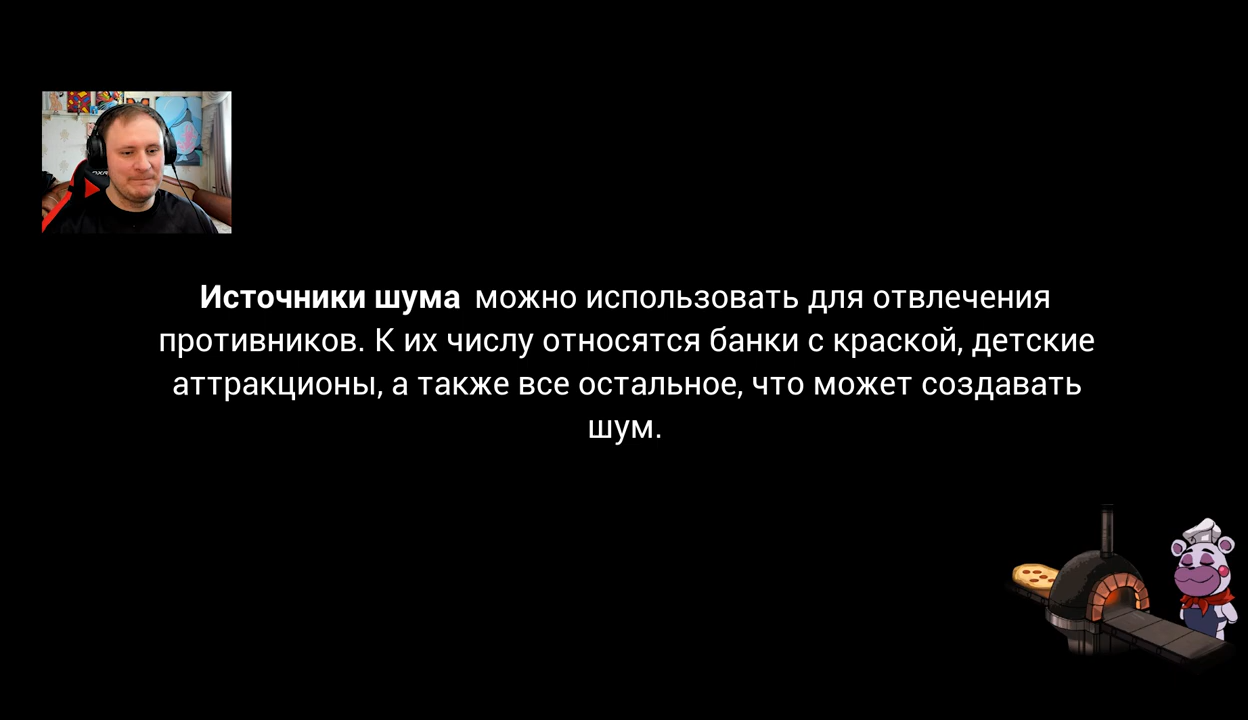 Источники шума можно использовать для отвлечения
противников. К их числу относятся банки с краской, детские
аттракционы, а также все остальное, что может создавать
шум.